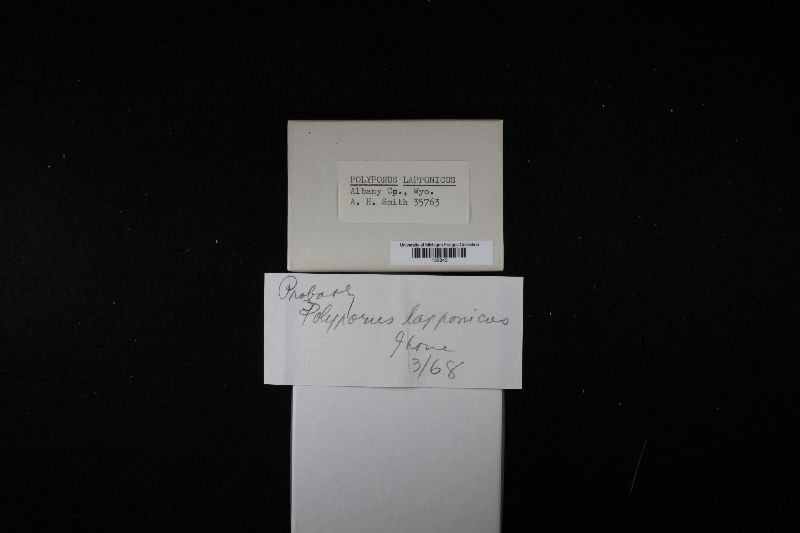 POLYPORUS LAPPONICUS
Albany Co., Wyo.
A. H. Smith 35763
University of Michigan Fungus Collection
Probably
Polyporus lapponicus
3/68